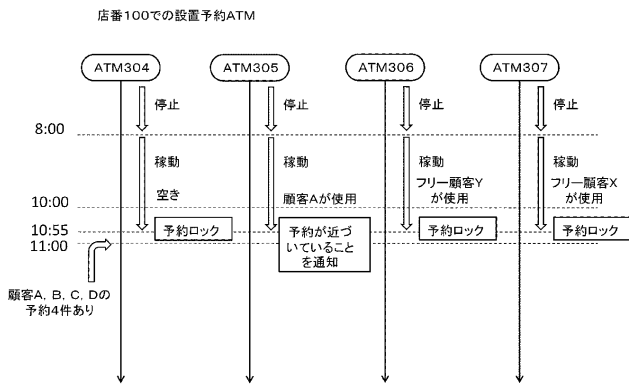 店番100での設置予約ATM
ATM304
ATM305
ATM306
ATM307
停止
停止
停止
停止
8:00
稼動
稼動
稼動
稼動
空き
顧客Aが使用
フリー顧客Y
が使用
フリー顧客X
が使用
10:00
10:55
予約ロック
予約が近づ
いていること
を通知
予約ロック
予約ロック
11:00
顧客A, B, C, Dの
予約4件あり